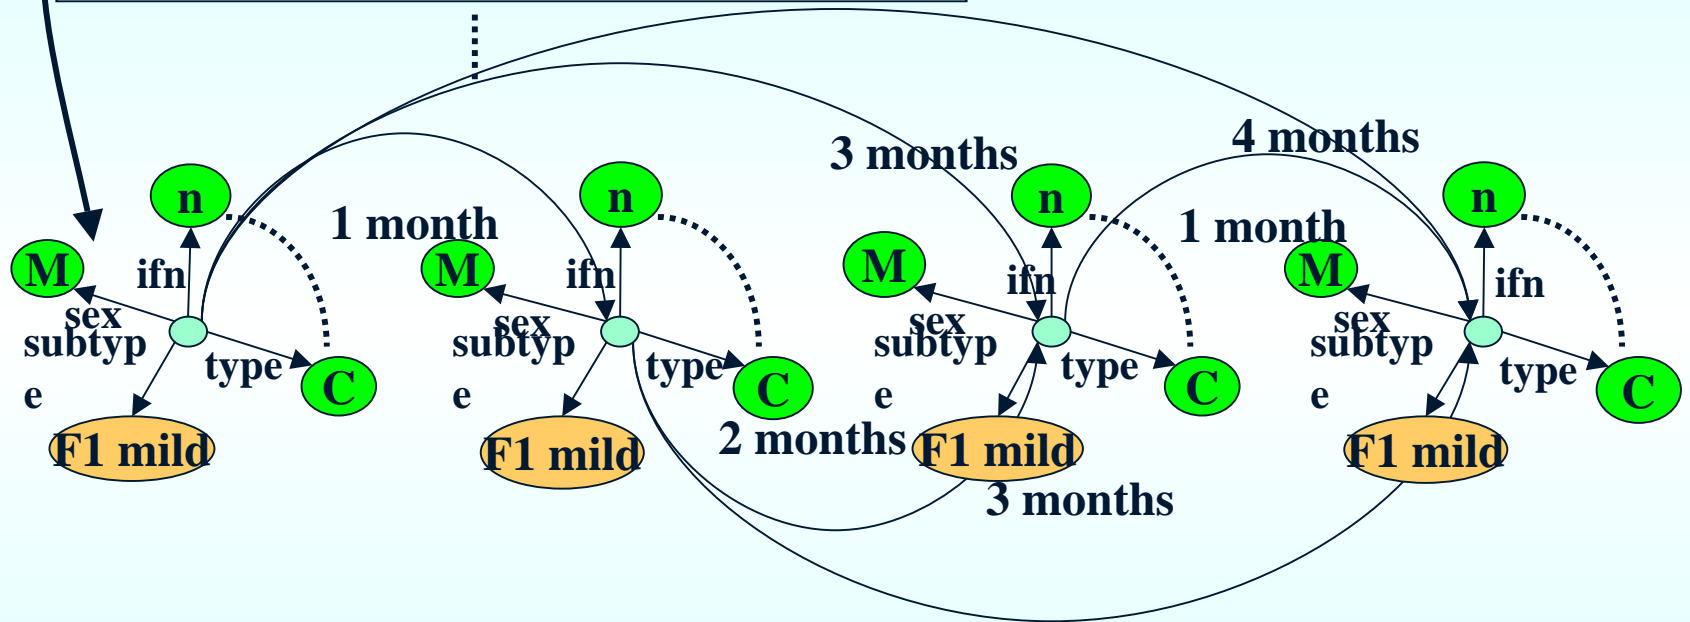 4 months
3 months
n
n
n
n
1 month
1 month
M
ifn
M
ifn
M
ifn
M
ifn
sex
sex
sex
sex
subtyp
e
type
subtyp
e
type
subtyp
e
type
subtyp
e
type
C
C
C
C
2 months
F1 mild
F1 mild
F1 mild
F1 mild
3 months